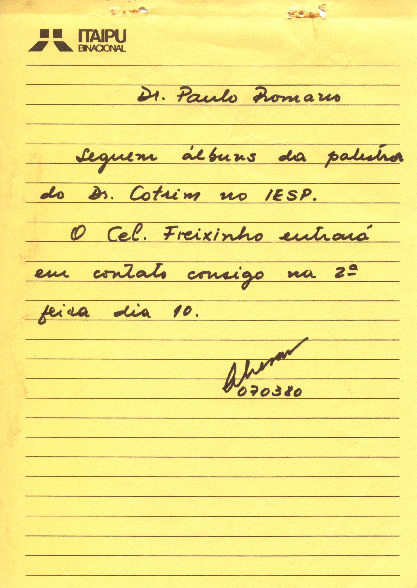 ITAIPU
BINACIONAL
Dr. Paulo Romano
Seguem álbuns da palestra
do Dr. Cotrim no IESP.
O Cel. Freixinho entrará
em contato consigo na 2ª
feira dia 10.
070380